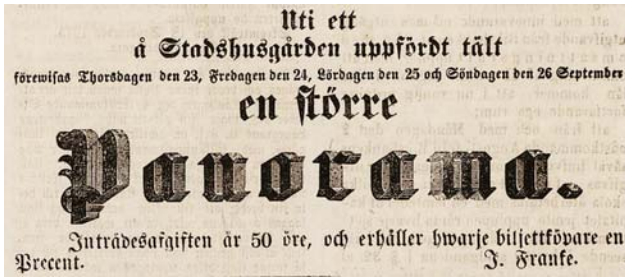 Uti ett
å Stadshusgården uppfördt tält
förewisas Thorsdagen den 23, Fredagen den 24, Lördagen den 25 och Söndagen den 26 September
en större
Panorama.
Inträdesafgiften är 50 öre, och erhåller hwarje biljettköpare en
Precent. J. Franke.